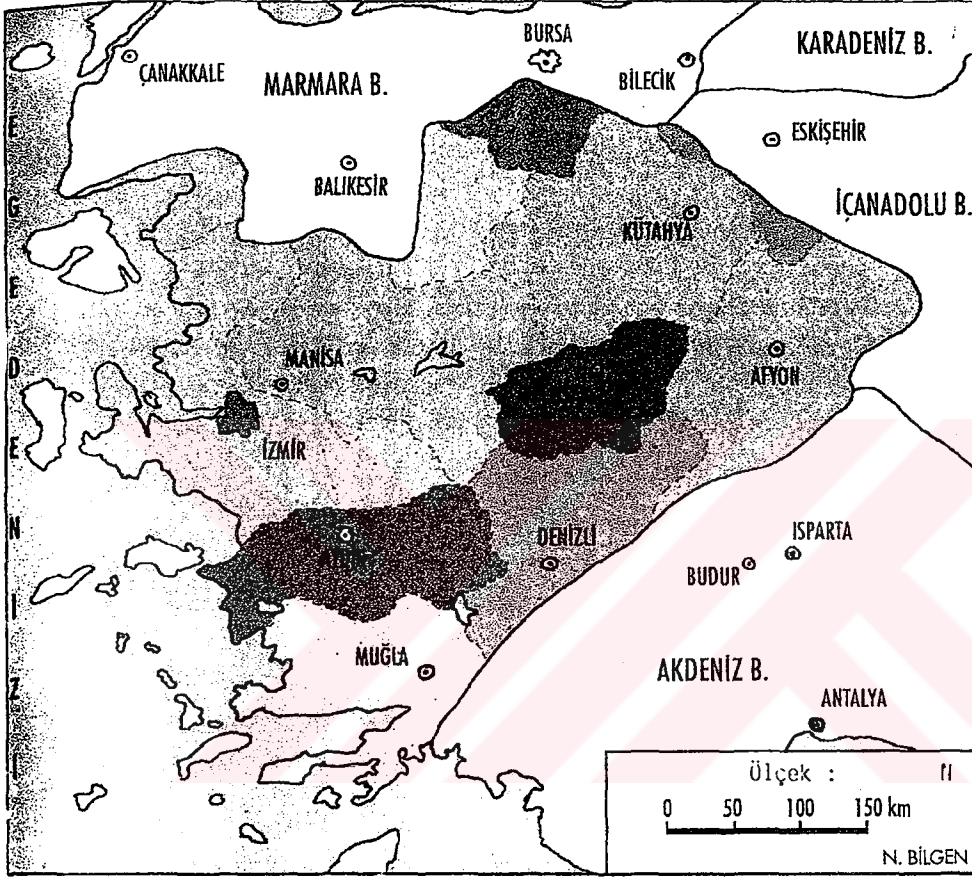 BURSA
KARADENİZ B.
ÇANAKKALE
MARMARA B.
BİLECİK
ESKİŞEHİR
BALIKESİR
İÇANADOLU B.
KÜTAHYA
EGE DENİZİ
MANİSA
AFYON
İZMİR
DENİZLİ
ISPARTA
BUDUR
MUĞLA
AKDENİZ B.
ANTALYA
Ölçek :
0 50 100 150 km
N. BİLGEN